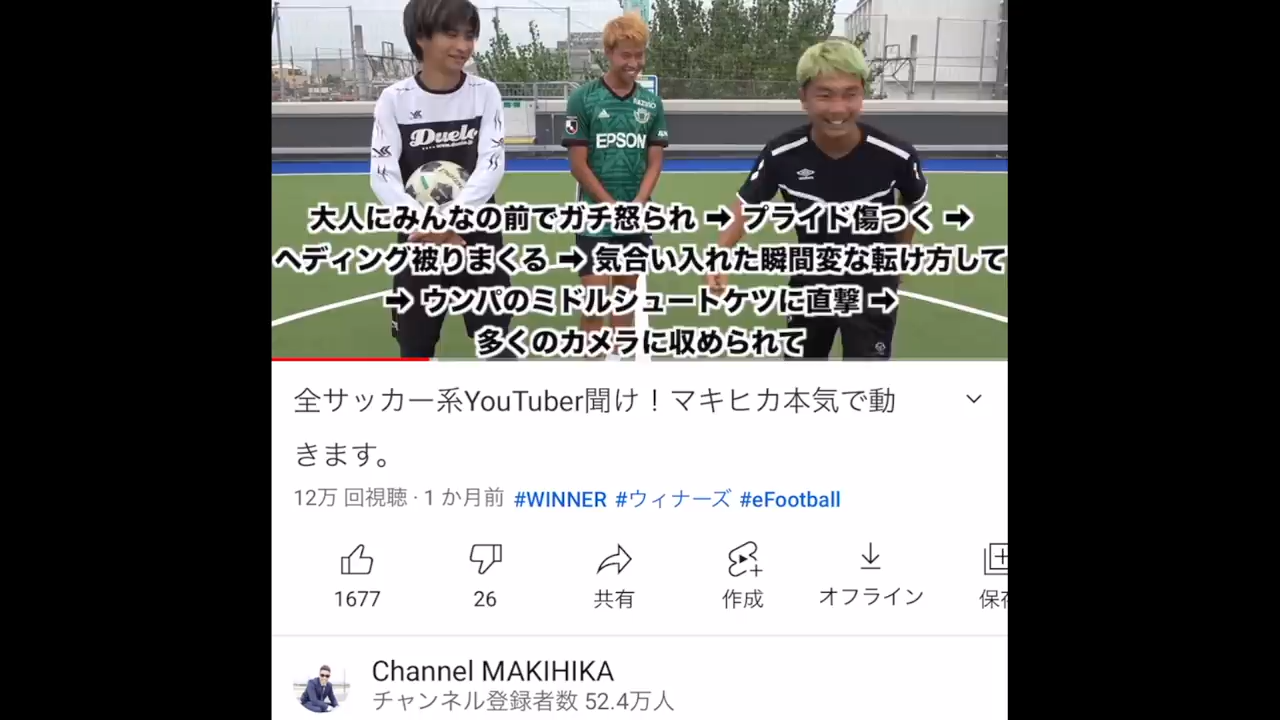 Duelo
RAZUSO
EPSON
大人にみんなの前でガチ怒られ ➡ プライド傷つく ➡
ヘディング被りまくる ➡ 気合い入れた瞬間変な転け方して
➡ ウンパのミドルシュートケツに直撃 ➡
多くのカメラに収められて
全サッカー系YouTuber聞け！マキヒカ本気で動
きます。
12万 回視聴 · 1 か月前 #WINNER #ウィナーズ #eFootball
1677
26
共有
作成
オフライン
保存
Channel MAKIHIKA
チャンネル登録者数 52.4万人